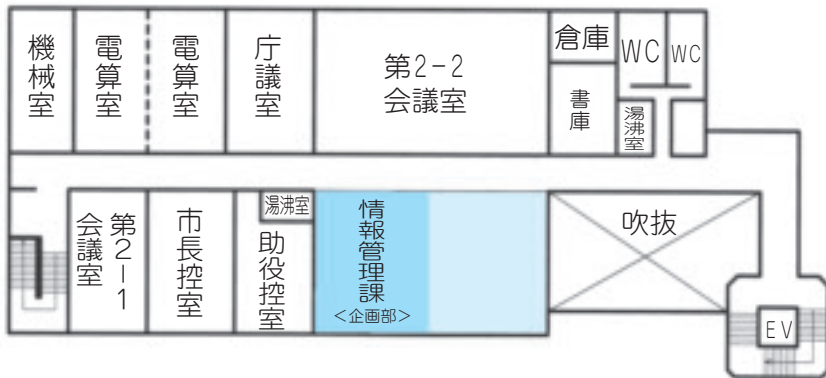 機械室
電算室
電算室
庁議室
第2-2
会議室
倉庫
書庫
WC
WC
湯沸室
第2-1
会議室
市長控室
湯沸室
助役控室
情報管理課
<企画部>
吹抜
EV